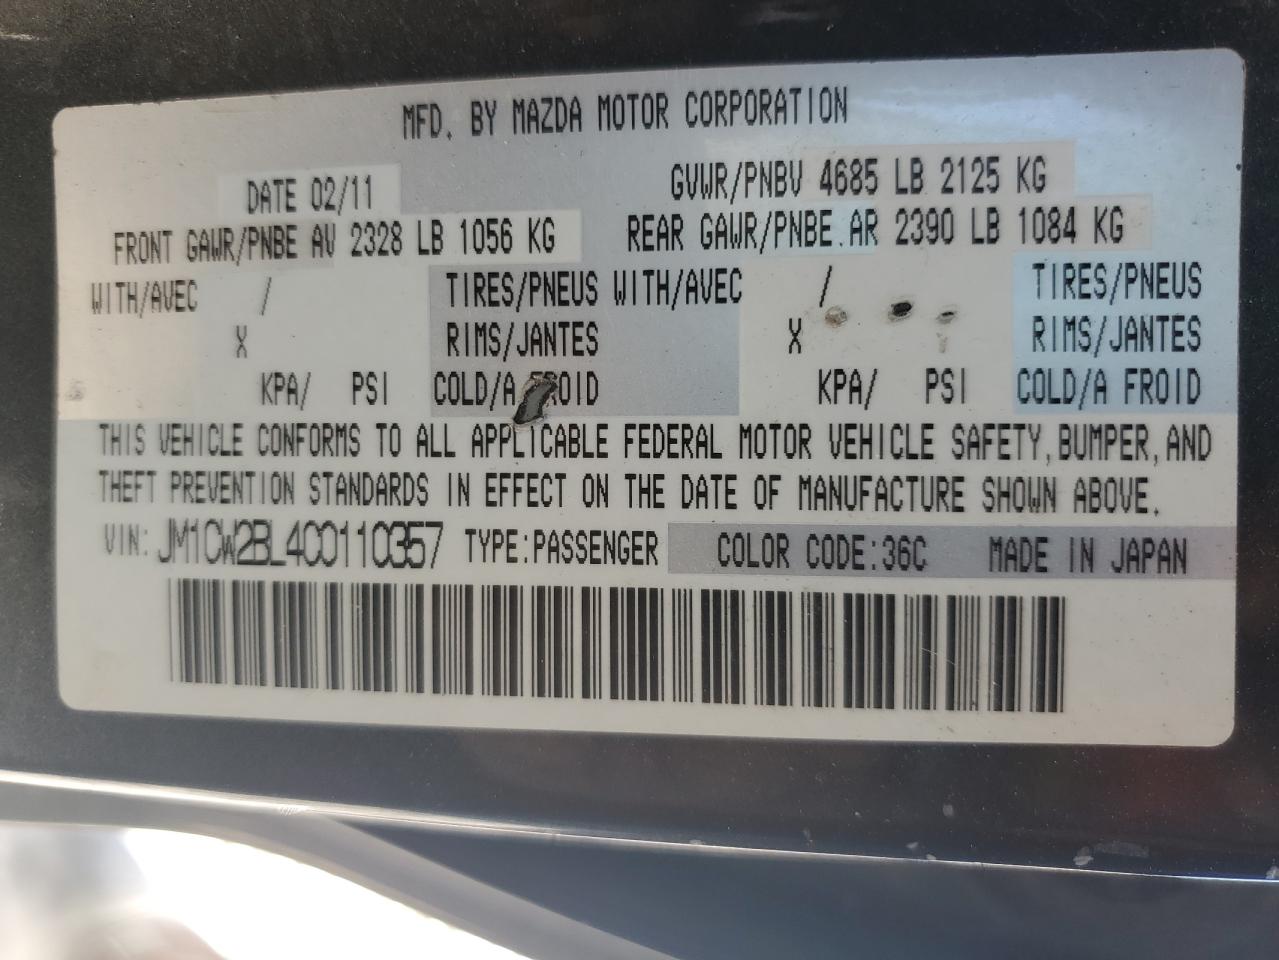 MFD. BY MAZDA MOTOR CORPORATION
DATE 02/11 GVWR/PNBV 4685 LB 2125 KG
FRONT GAWR/PNBE AV 2328 LB 1056 KG REAR GAWR/PNBE AR 2390 LB 1084 KG
WITH/AVEC / TIRES/PNEUS WITH/AVEC / TIRES/PNEUS
X RIMS/JANTES X RIMS/JANTES
KPA/ PSI COLD/A FROID KPA/ PSI COLD/A FROID
THIS VEHICLE CONFORMS TO ALL APPLICABLE FEDERAL MOTOR VEHICLE SAFETY, BUMPER, AND
THEFT PREVENTION STANDARDS IN EFFECT ON THE DATE OF MANUFACTURE SHOWN ABOVE.
VIN: JM1CW2BL4C0110357 TYPE:PASSENGER COLOR CODE:36C MADE IN JAPAN